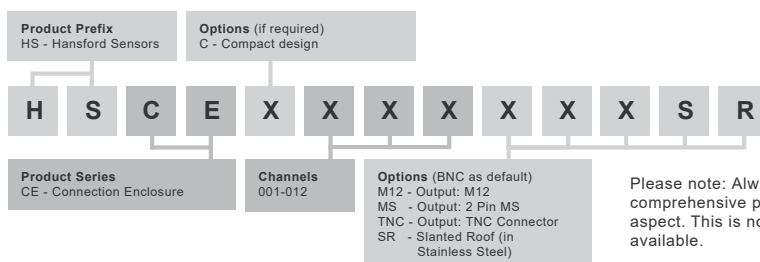 Product Prefix
HS - Hansford Sensors
Options (if required)
C - Compact design
H S C E X X X X X X X S R
Product Series
CE - Connection Enclosure
Channels
001-012
Options (BNC as default)
M12 - Output: M12
MS - Output: 2 Pin MS
TNC - Output: TNC Connector
SR - Slanted Roof (in
Stainless Steel)
Please note:
comprehensive
aspect. This is
available.